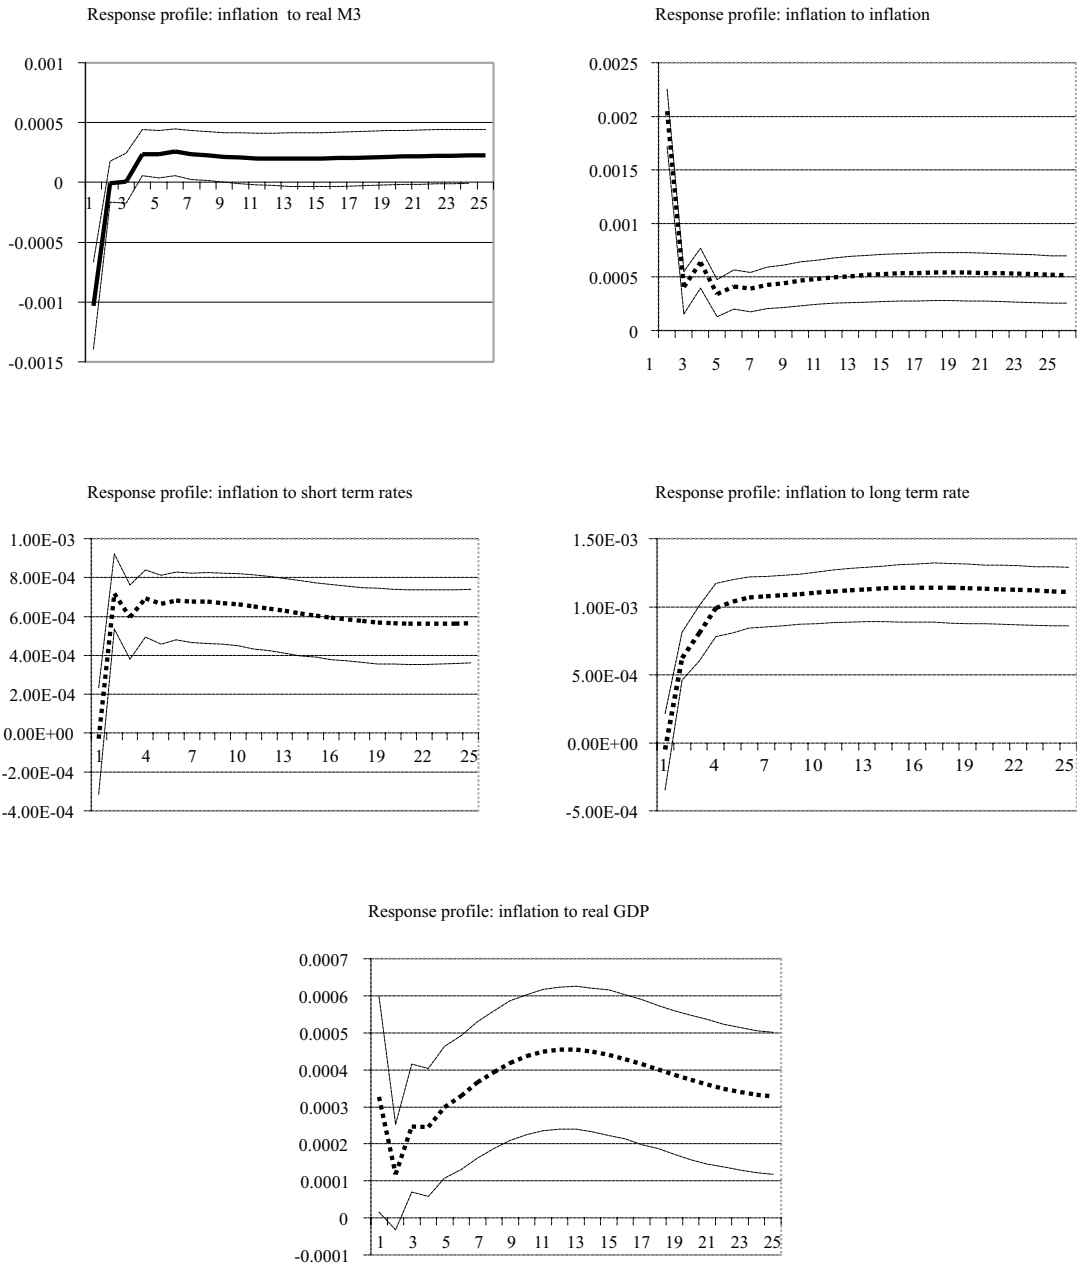 Response profile: inflation  to real M3
0.001
0.0005
0
-0.0005
-0.001
-0.0015
1 3 5 7 9 11 13 15 17 19 21 23 25
Response profile: inflation to inflation
0.0025
0.002
0.0015
0.001
0.0005
0
1 3 5 7 9 11 13 15 17 19 21 23 25
Response profile: inflation to short term rates
1.00E-03
8.00E-04
6.00E-04
4.00E-04
2.00E-04
0.00E+00
-2.00E-04
-4.00E-04
1 4 7 10 13 16 19 22 25
Response profile: inflation to long term rate
1.50E-03
1.00E-03
5.00E-04
0.00E+00
-5.00E-04
1 4 7 10 13 16 19 22 25
Response profile: inflation to real GDP
0.0007
0.0006
0.0005
0.0004
0.0003
0.0002
0.0001
0
-0.0001
1 3 5 7 9 11 13 15 17 19 21 23 25